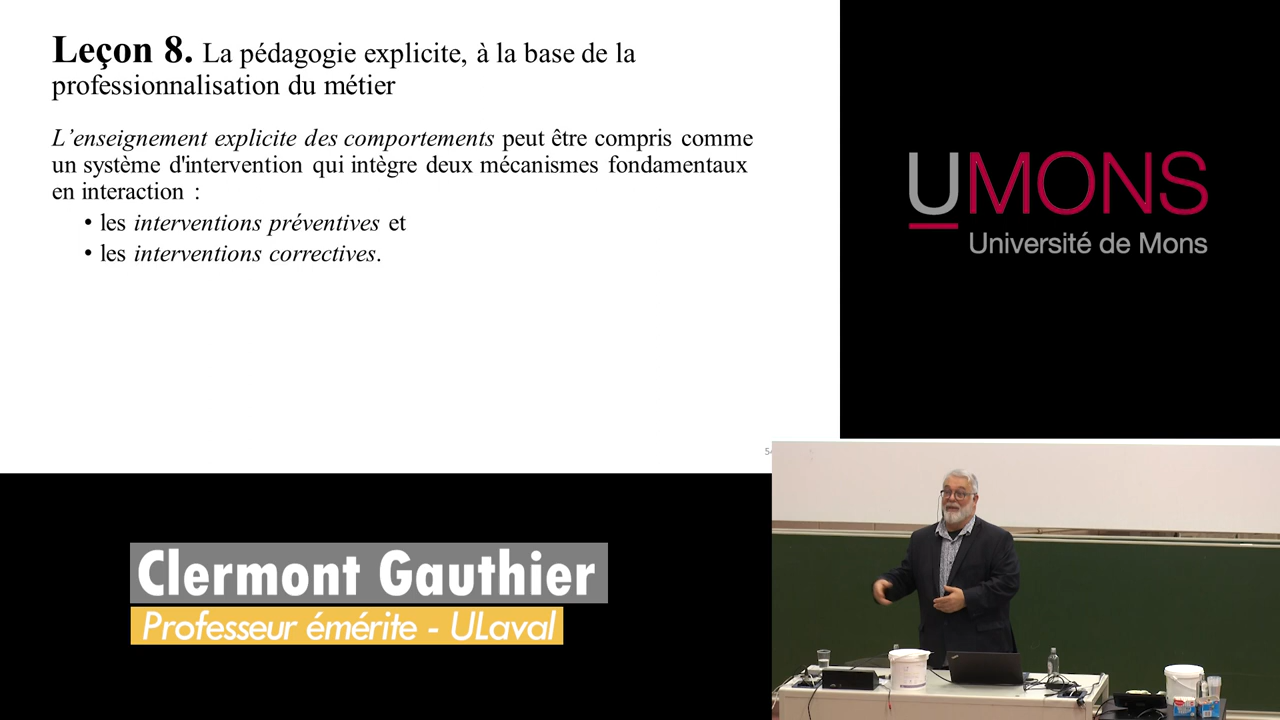 Leçon 8. La pédagogie explicite, à la base de la
professionnalisation du métier
L’enseignement explicite des comportements peut être compris comme
un système d'intervention qui intègre deux mécanismes fondamentaux
en interaction :
• les interventions préventives et
• les interventions correctives.
UMONS
Université de Mons
Clermont Gauthier
Professeur émérite - ULaval